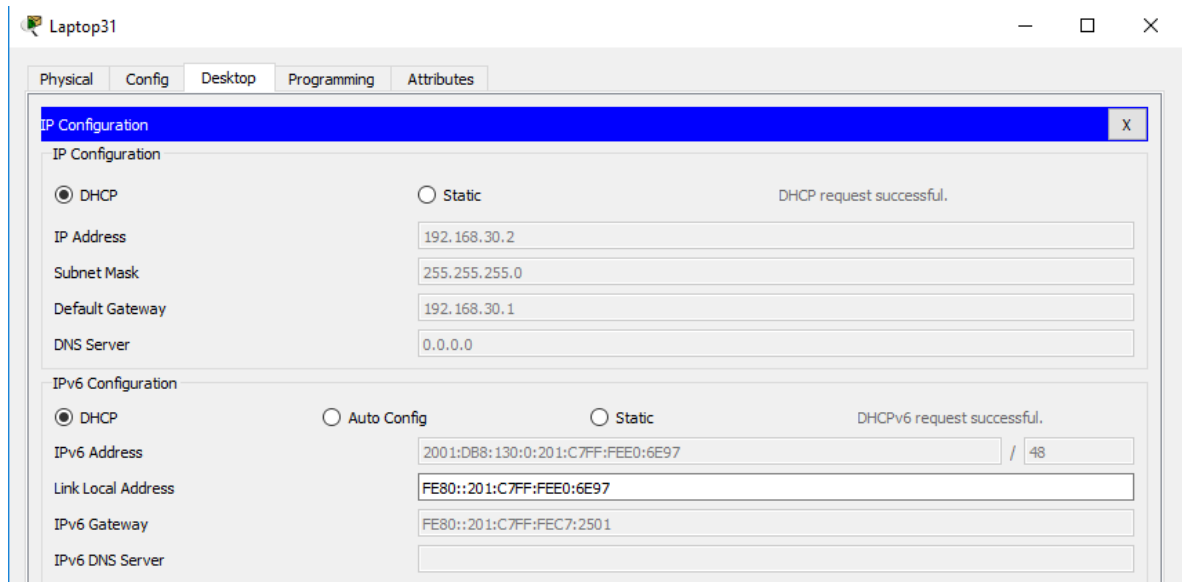 Laptop31
Physical Config Desktop Programming Attributes
IP Configuration X
IP Configuration
DHCP Static DHCP request successful.
IP Address 192.168.30.2
Subnet Mask 255.255.255.0
Default Gateway 192.168.30.1
DNS Server 0.0.0.0
IPv6 Configuration
DHCP Auto Config Static DHCPv6 request successful.
IPv6 Address 2001:DB8:130:0:201:C7FF:FEE0:6E97 / 48
Link Local Address FE80::201:C7FF:FEE0:6E97
IPv6 Gateway FE80::201:C7FF:FEC7:2501
IPv6 DNS Server